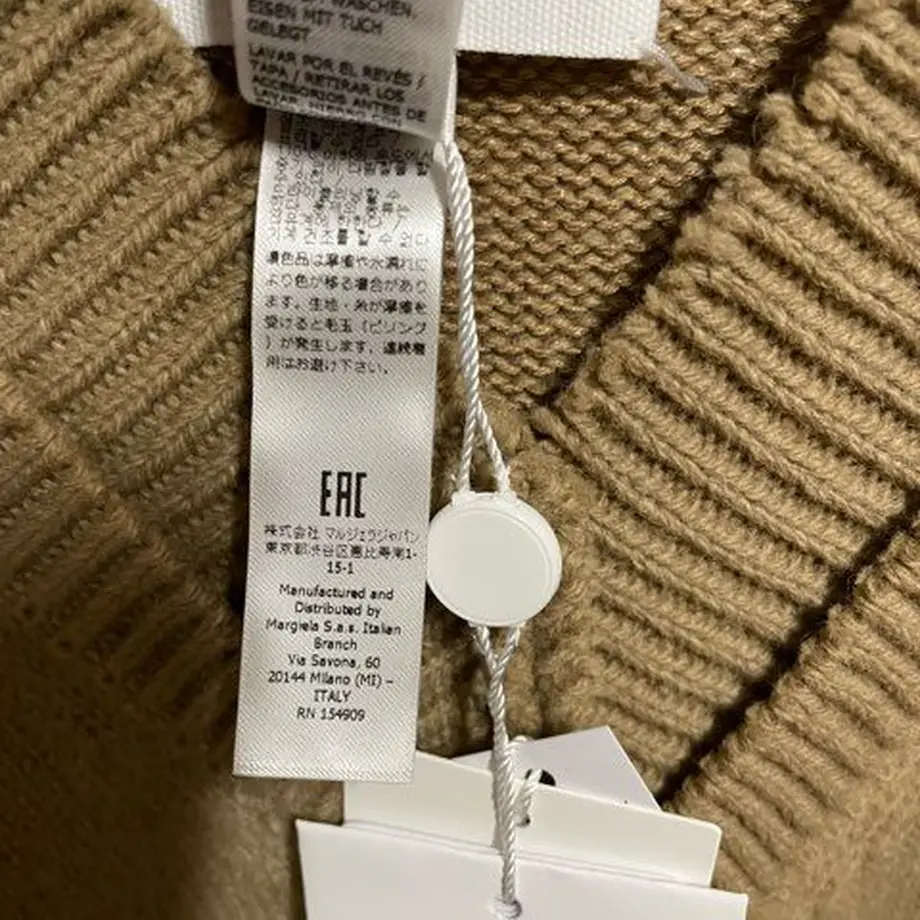 WASCHEN,
EISEN MIT TUCH
GELEGT
LAVAR POR EL REVÉS /
TAPA / RETIRAR LOS
ACCESORIOS ANTES DE
濃色品は摩擦や水濡れに
より色が移る場合があり
ます。生地・糸が摩擦を
受けると毛玉（ピリング
）が発生します。連続着
用はお避け下さい。
EAC
株式会社 マルジェラジャパン
東京都渋谷区恵比寿南1-
15-1
Manufactured and
Distributed by
Margiela S.a.s. Italian
Branch
Via Savona, 60
20144 Milano (MI) –
ITALY
RN 154909